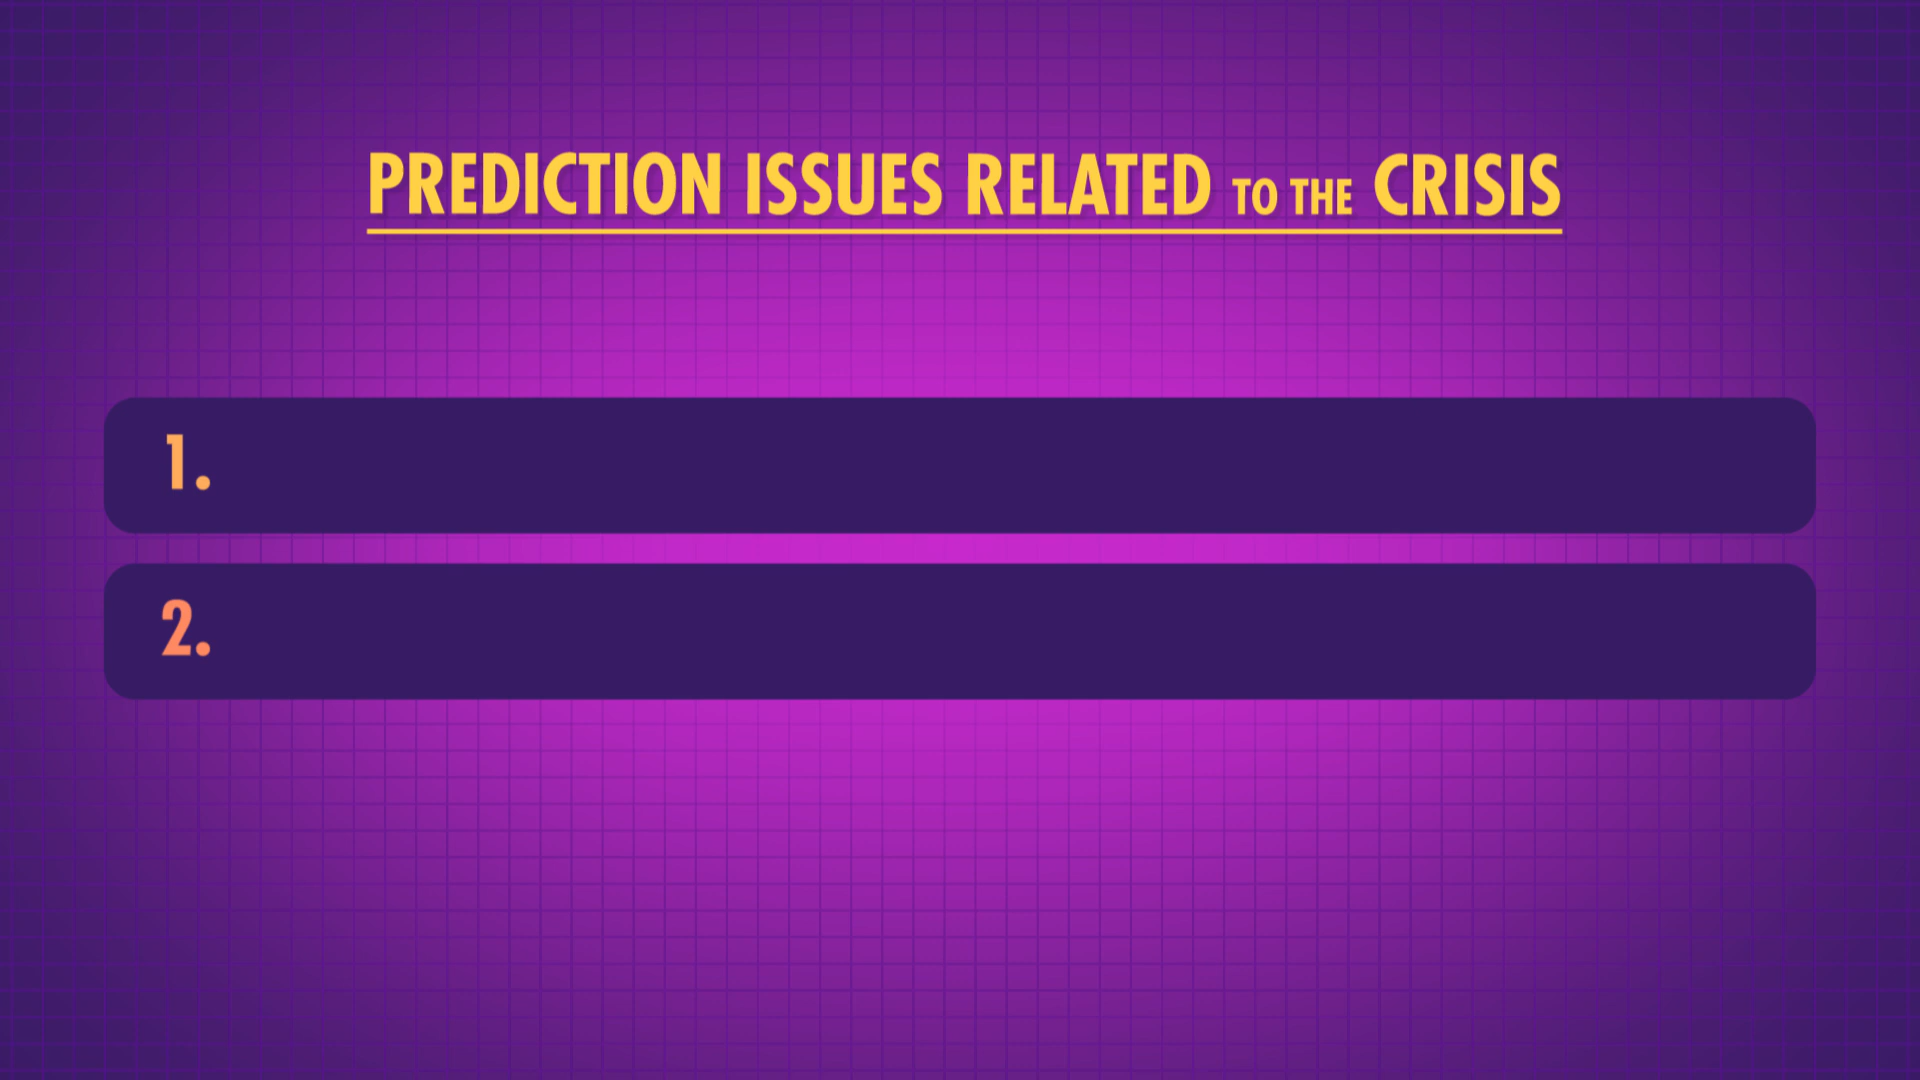 PREDICTION ISSUES RELATED TO THE CRISIS
1.
2.